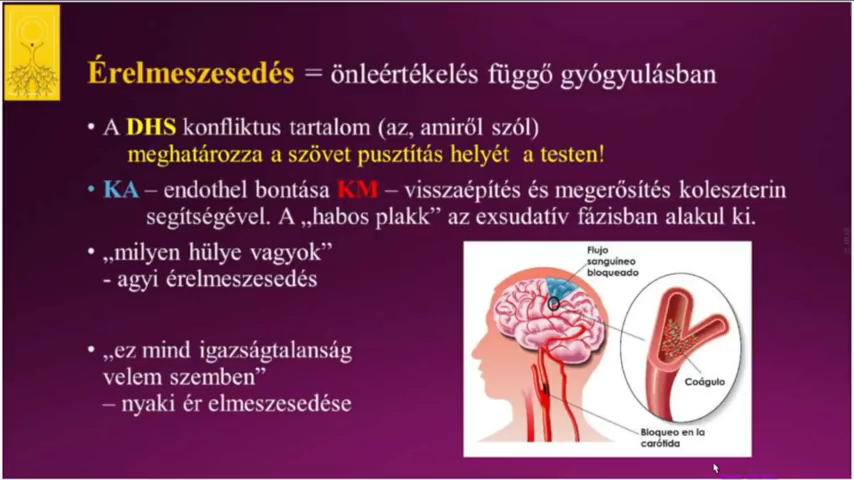 Érelmeszesedés = önleértékelés függő gyógyulásban
• A DHS konfliktus tartalom (az, amiről szól)
meghatározza a szövet pusztítás helyét a testen!
• KA – endothel bontása KM – visszaépítés és megerősítés koleszterin
segítségével. A „habos plakk” az exsudatív fázisban alakul ki.
• „milyen hülye vagyok”
- agyi érelmeszesedés
• „ez mind igazságtalanság
velem szemben”
– nyaki ér elmeszesedése
Flujo
sanguíneo
bloqueado
Coágulo
Bloqueo en la
carótida